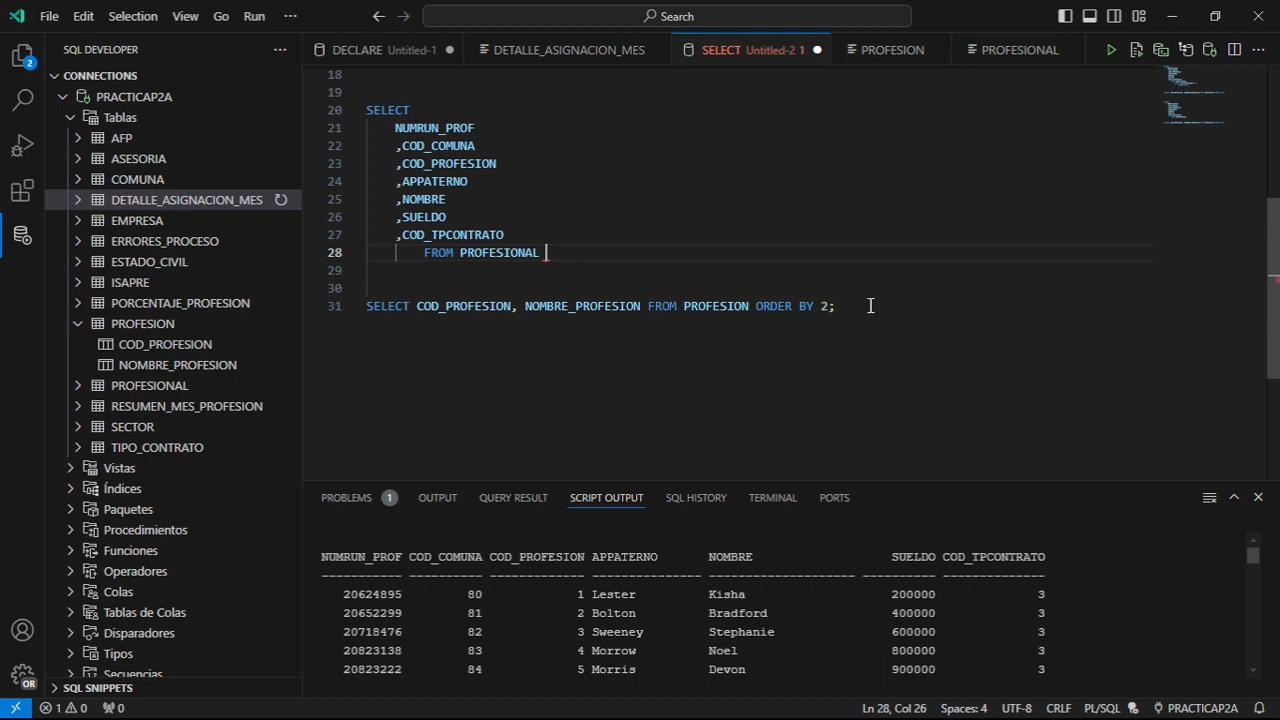 File Edit Selection View Go Run ··· Search
SQL DEVELOPER ···
DECLARE Untitled-1
DETALLE_ASIGNACION_MES
SELECT Untitled-2 1
PROFESION
PROFESIONAL
CONNECTIONS
PRACTICAP2A
Tablas
AFP
ASESORIA
COMUNA
DETALLE_ASIGNACION_MES
EMPRESA
ERRORES_PROCESO
ESTADO_CIVIL
ISAPRE
PORCENTAJE_PROFESION
PROFESION
COD_PROFESION
NOMBRE_PROFESION
PROFESIONAL
RESUMEN_MES_PROFESION
SECTOR
TIPO_CONTRATO
Vistas
Índices
Paquetes
Procedimientos
Funciones
Operadores
Colas
Tablas de Colas
Disparadores
Tipos
Secuencias
SQL SNIPPETS
2
OR
18
19
20 SELECT
21 NUMRUN_PROF
22 ,COD_COMUNA
23 ,COD_PROFESION
24 ,APPATERNO
25 ,NOMBRE
26 ,SUELDO
27 ,COD_TPCONTRATO
28 FROM PROFESIONAL
29
30
31 SELECT COD_PROFESION, NOMBRE_PROFESION FROM PROFESION ORDER BY 2;
PROBLEMS 1 OUTPUT QUERY RESULT SCRIPT OUTPUT SQL HISTORY TERMINAL PORTS
NUMRUN_PROF COD_COMUNA COD_PROFESION APPATERNO NOMBRE SUELDO COD_TPCONTRATO
----------- ---------- ------------- --------------- -------------------- ---------- --------------
20624895 80 1 Lester Kisha 200000 3
20652299 81 2 Bolton Bradford 400000 3
20718476 82 3 Sweeney Stephanie 600000 3
20823138 83 4 Morrow Noel 800000 3
20823222 84 5 Morris Devon 900000 3
1 0 0 Ln 28, Col 26 Spaces: 4 UTF-8 CRLF PL/SQL PRACTICAP2A